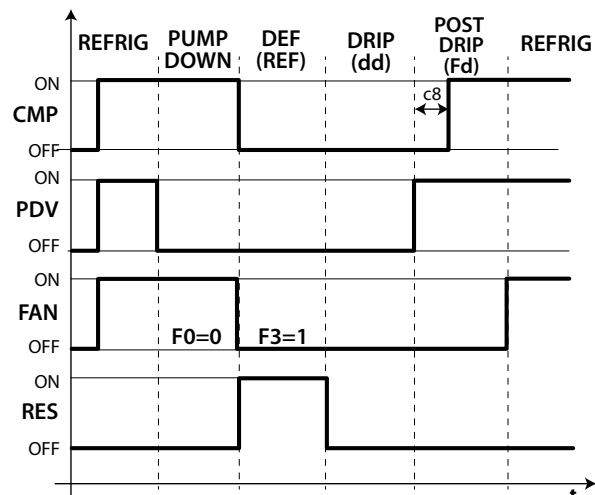 REFRIG
PUMP
DOWN
DEF
(REF)
DRIP
(dd)
POST
DRIP
(Fd)
REFRIG
ON
CMP
OFF
c8
ON
PDV
OFF
ON
FAN
OFF
F0=0
F3=1
ON
RES
OFF
t